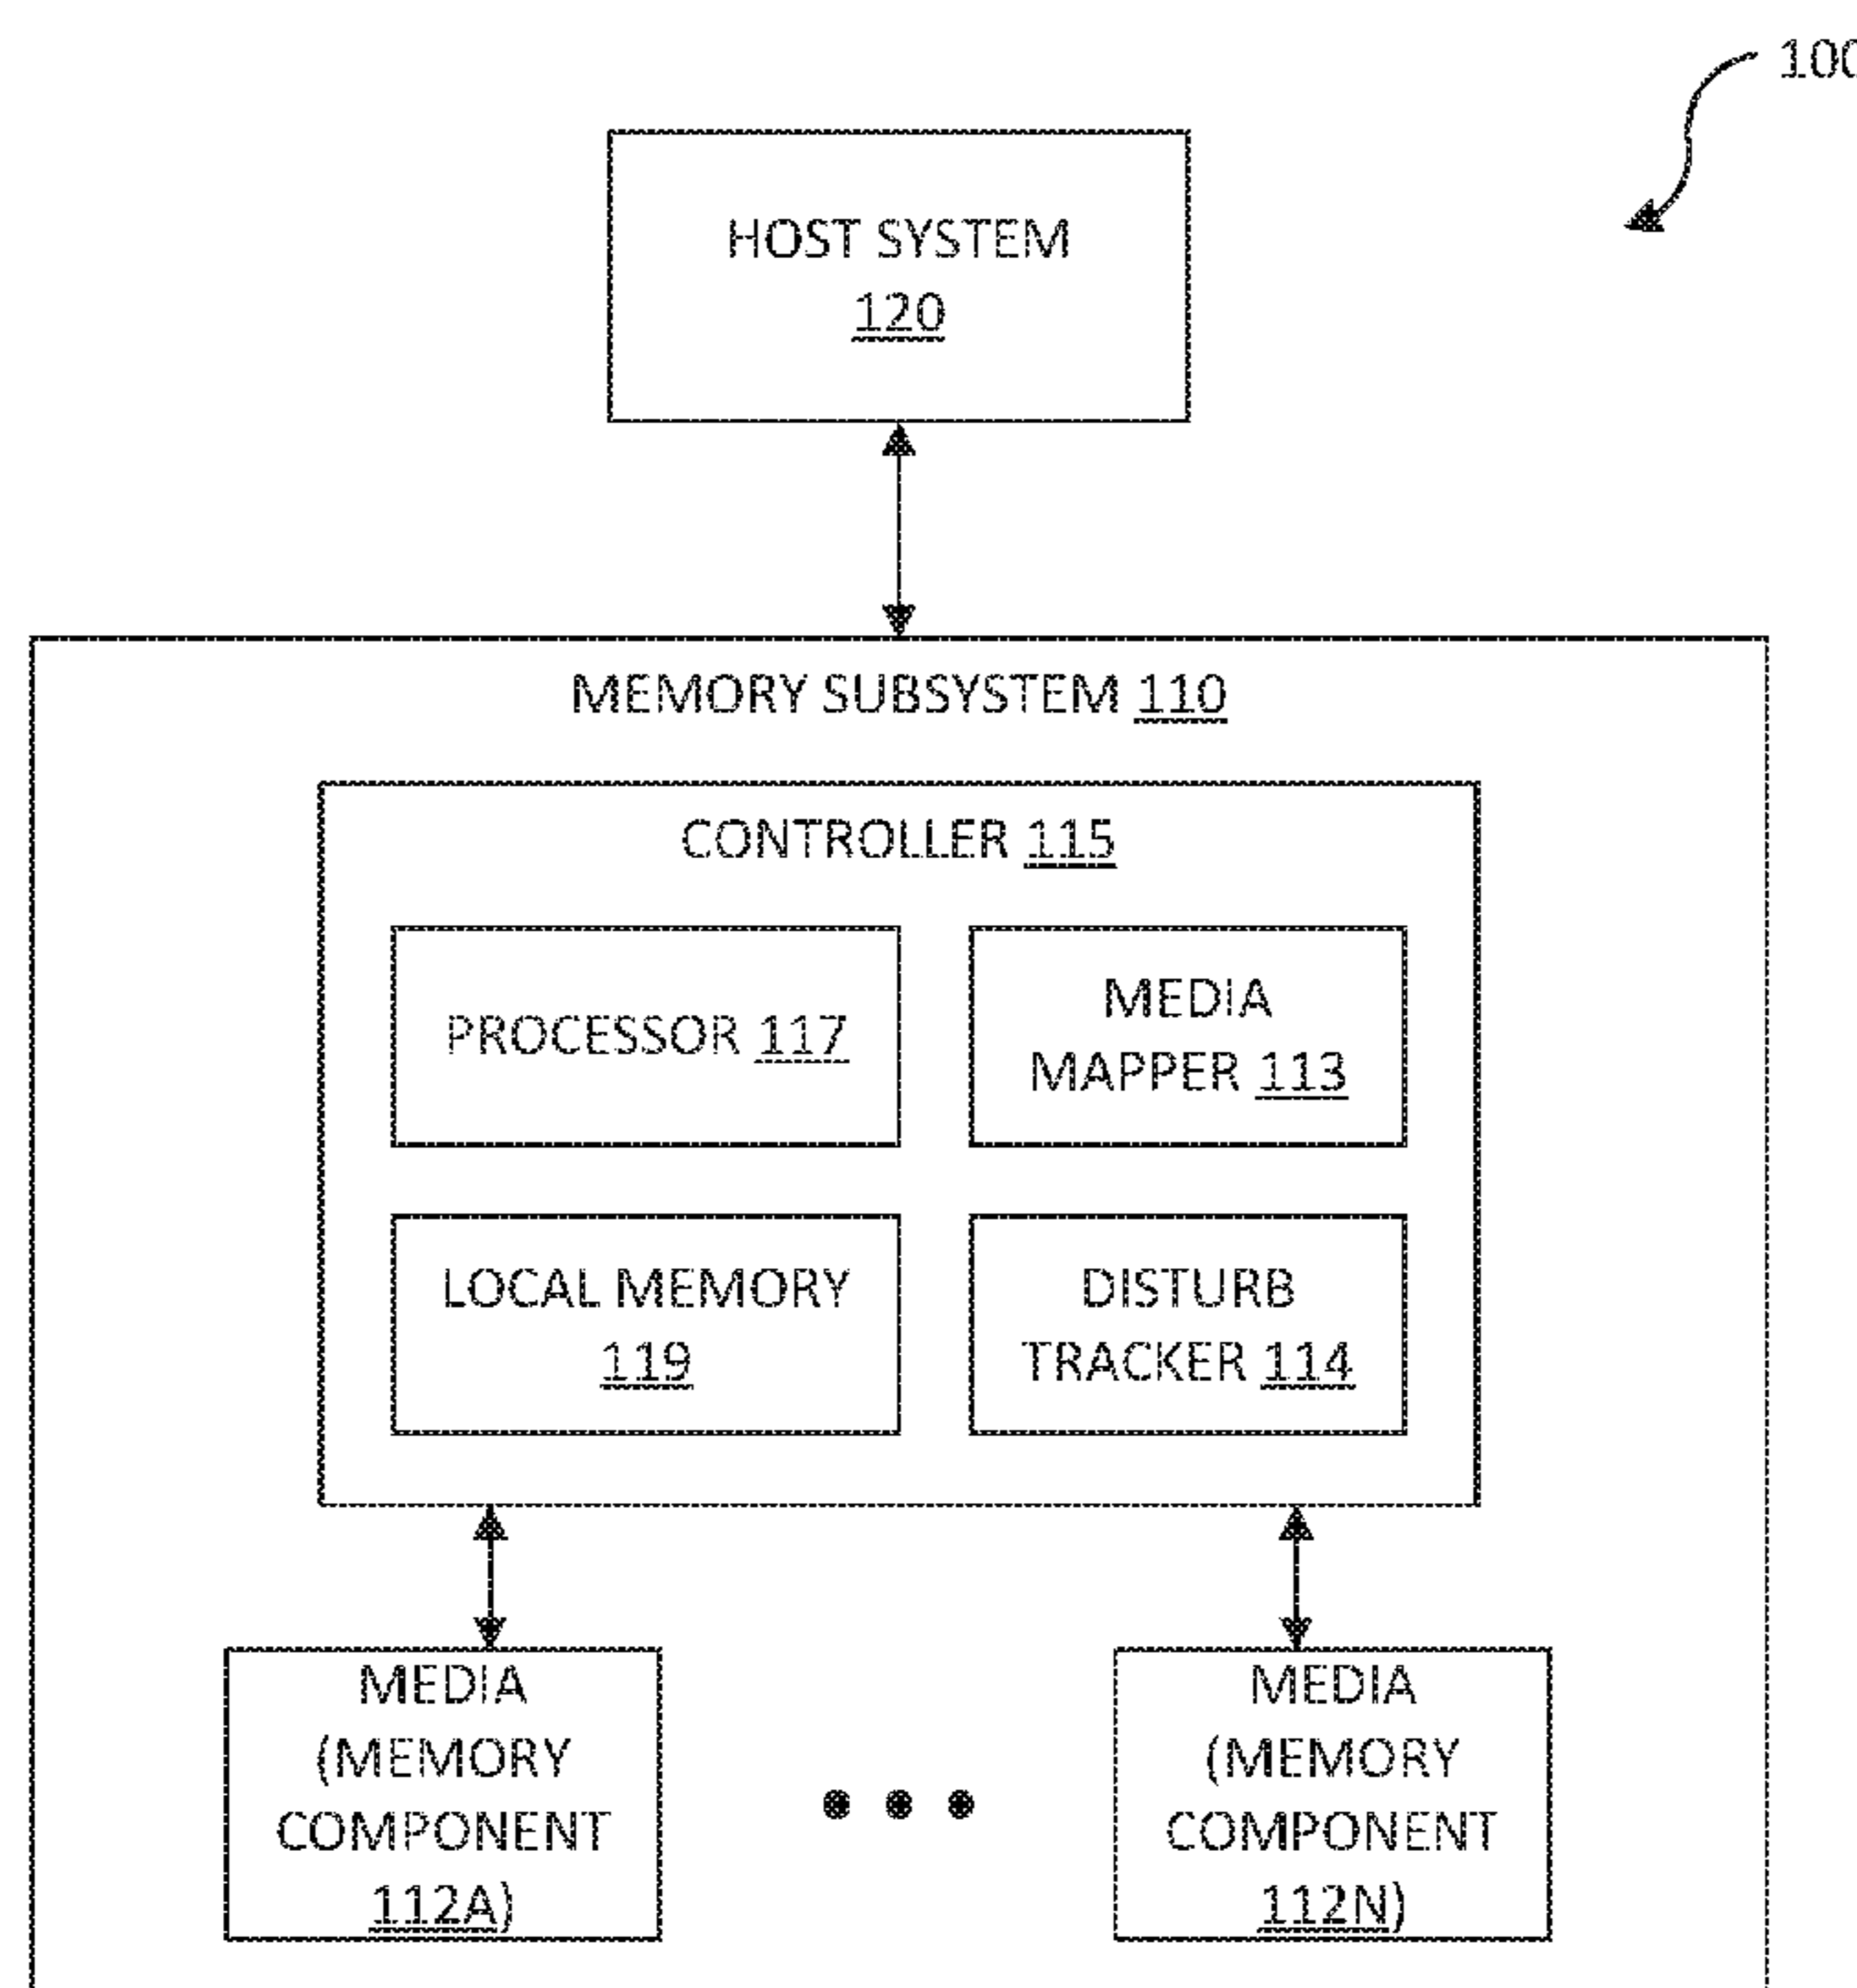 100
HOST SYSTEM
120
MEMORY SUBSYSTEM 110
CONTROLLER 115
PROCESSOR 117
MEDIA
MAPPER 113
LOCAL MEMORY
119
DISTURB
TRACKER 114
MEDIA
(MEMORY
COMPONENT
112A)
MEDIA
(MEMORY
COMPONENT
112N)